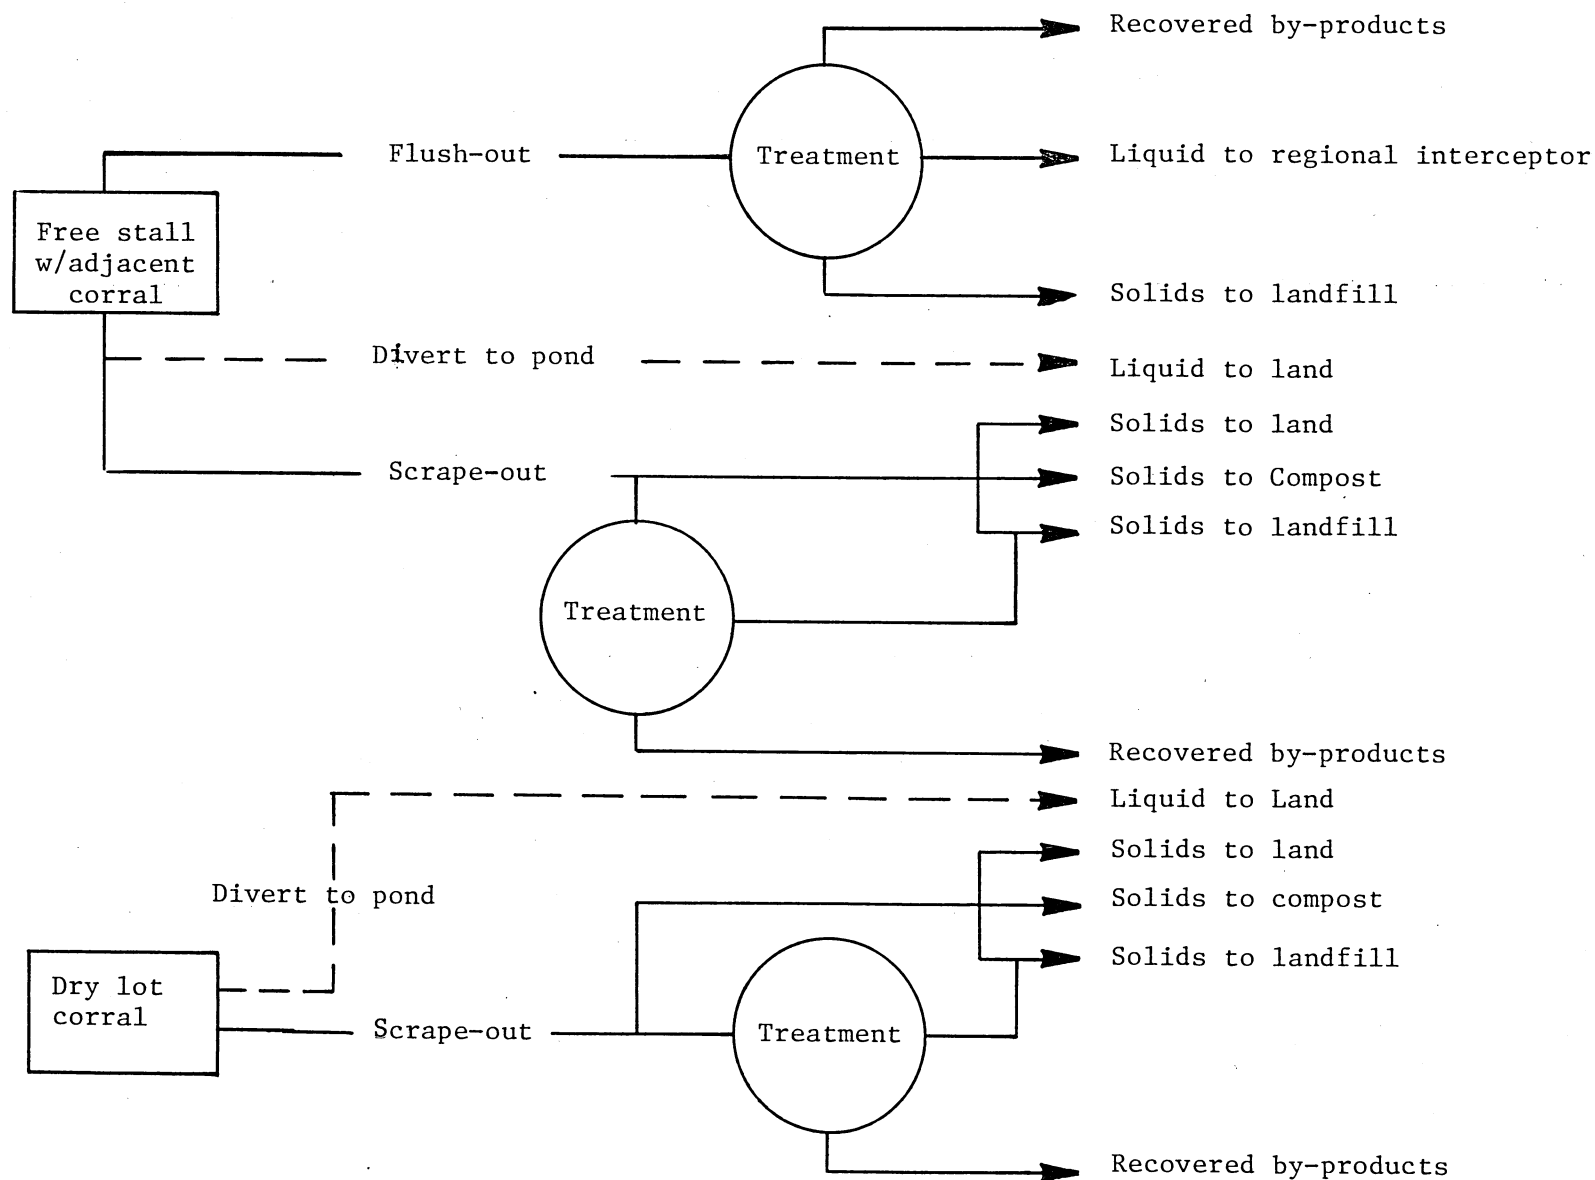 Recovered by-products
Flush-out
Treatment
Liquid to regional interceptor
Free stall
w/adjacent
corral
Solids to landfill
Divert to pond
Liquid to land
Solids to land
Scrape-out
Solids to Compost
Solids to landfill
Treatment
Recovered by-products
Liquid to Land
Solids to land
Divert to pond
Solids to compost
Solids to landfill
Dry lot
corral
Scrape-out
Treatment
Recovered by-products